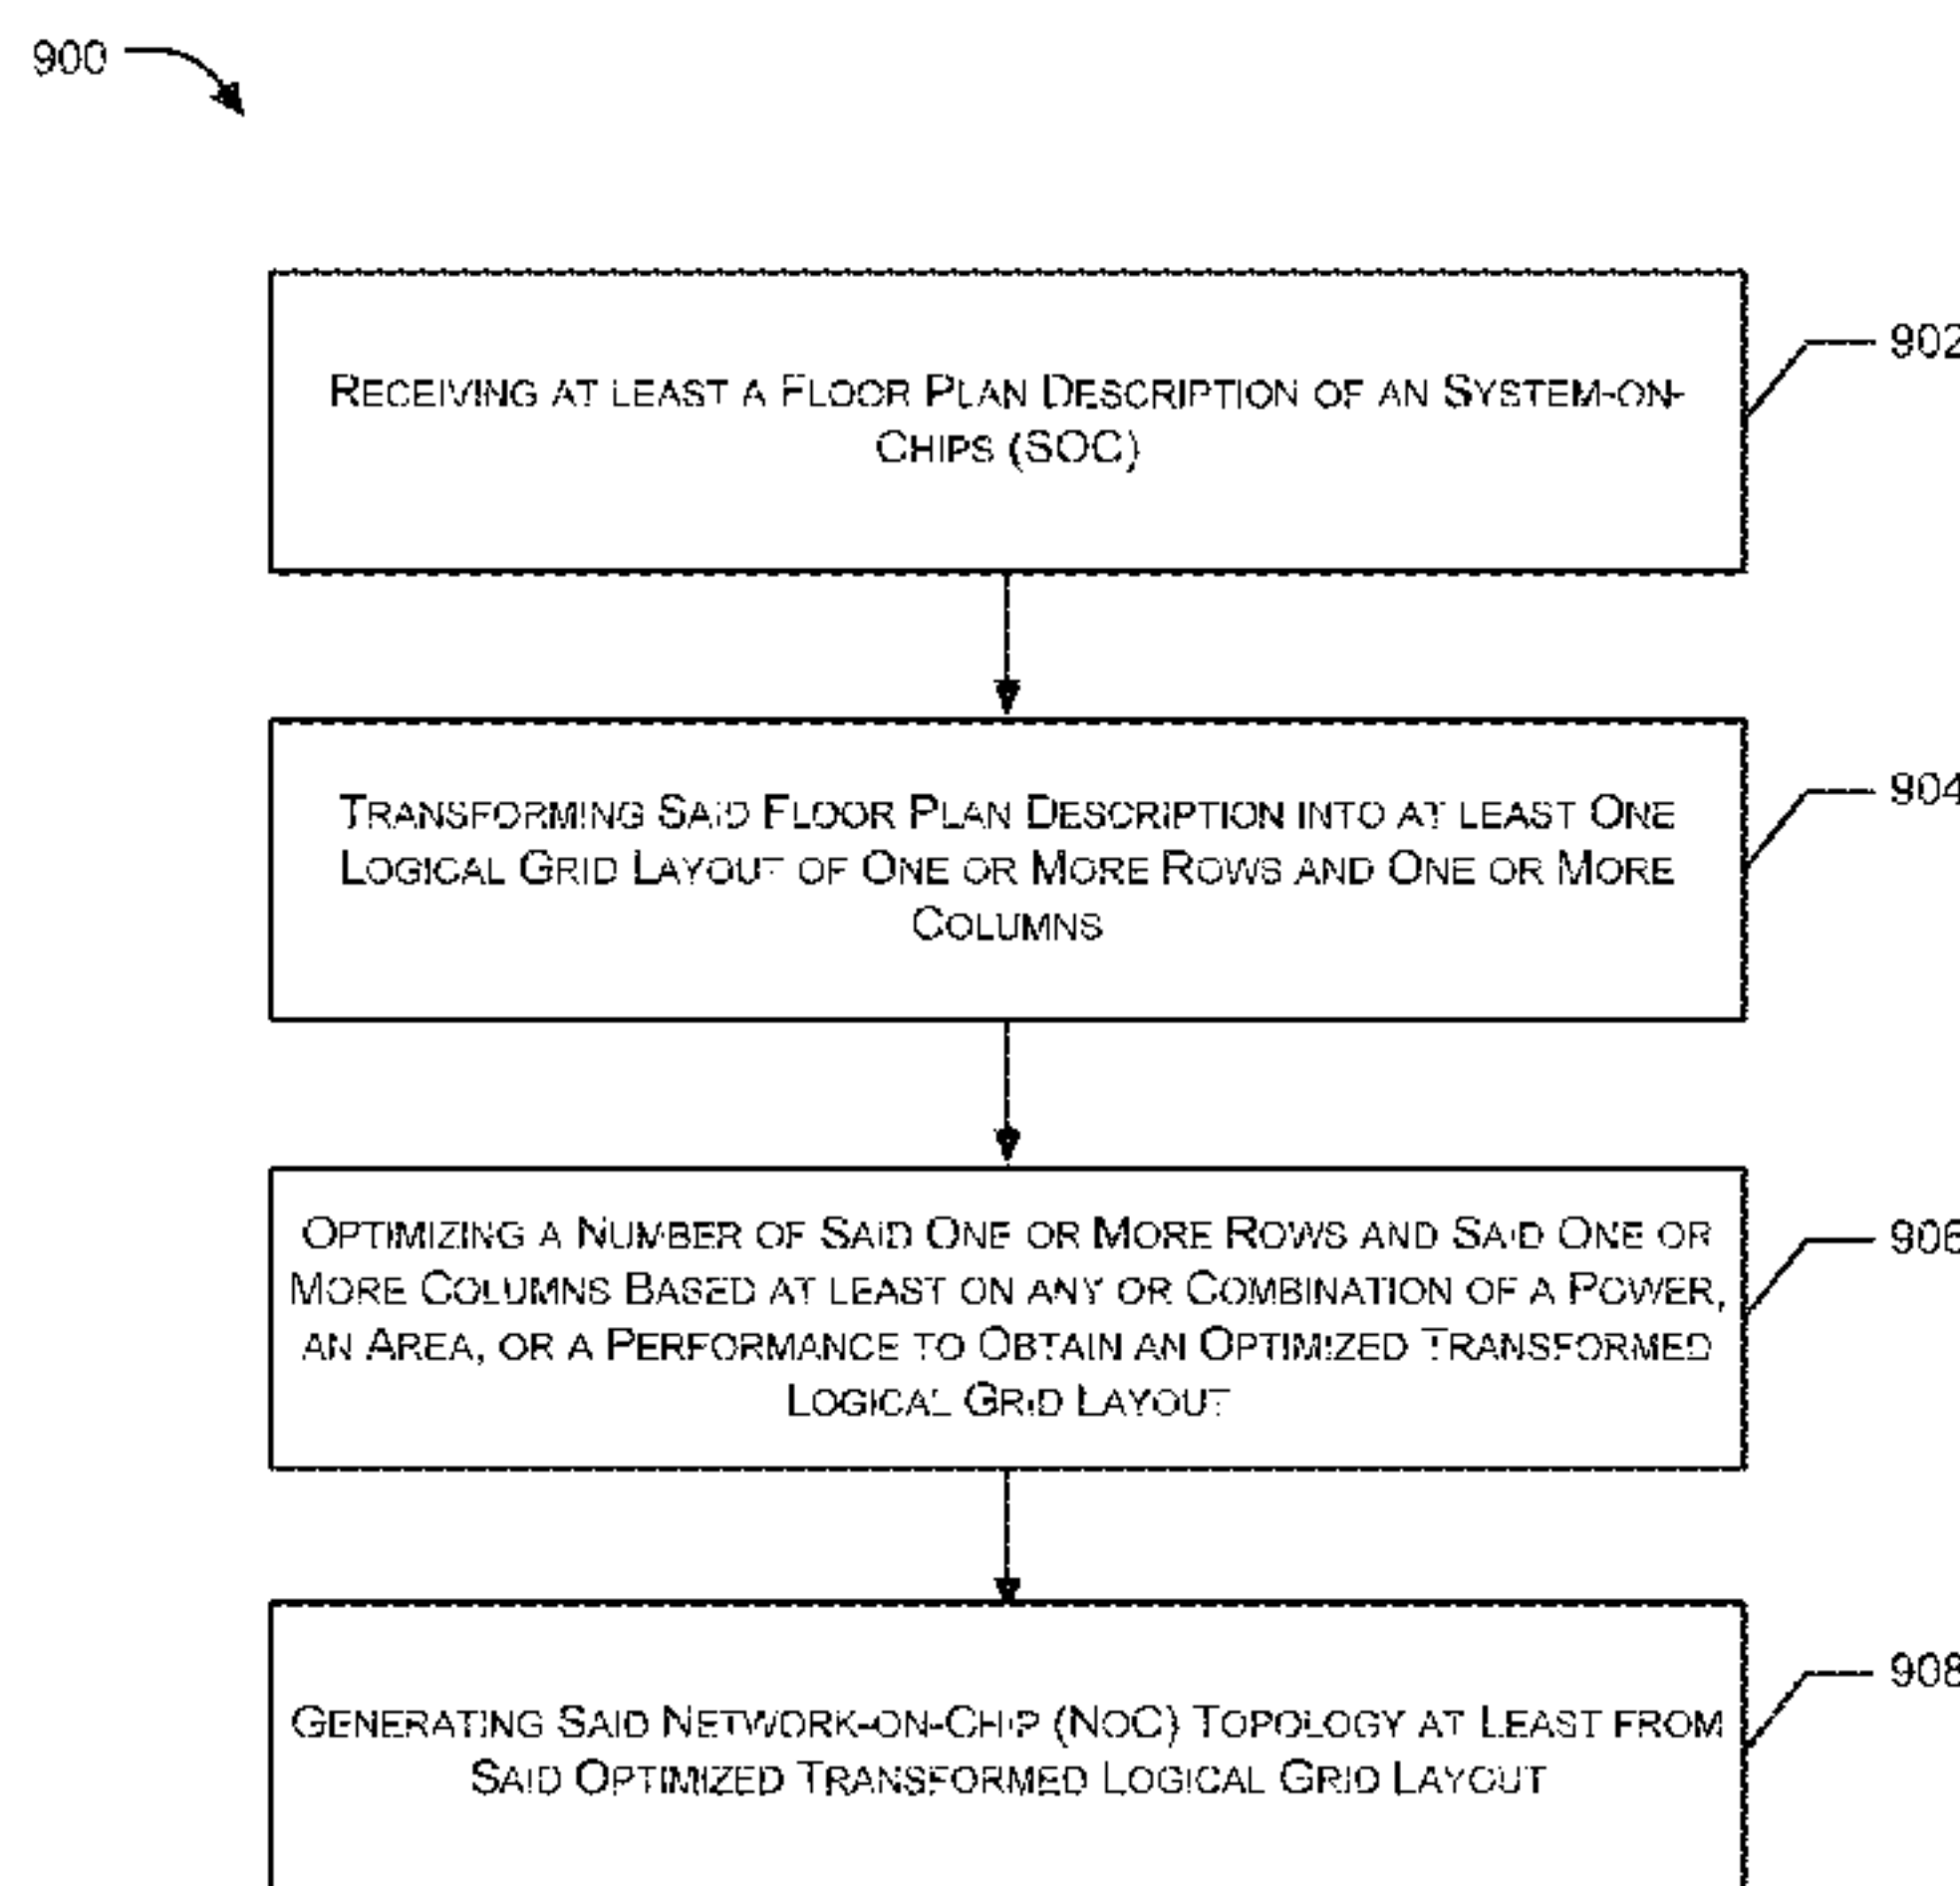 900
RECEIVING AT LEAST A FLOOR PLAN DESCRIPTION OF AN SYSTEM-ON-
CHIPS (SOC)
902
TRANSFORMING SAID FLOOR PLAN DESCRIPTION INTO AT LEAST ONE
LOGICAL GRID LAYOUT OF ONE OR MORE ROWS AND ONE OR MORE
COLUMNS
904
OPTIMIZING A NUMBER OF SAID ONE OR MORE ROWS AND SAID ONE OR
MORE COLUMNS BASED AT LEAST ON ANY OR COMBINATION OF A POWER,
AN AREA, OR A PERFORMANCE TO OBTAIN AN OPTIMIZED TRANSFORMED
LOGICAL GRID LAYOUT
906
GENERATING SAID NETWORK-ON-CHIP (NOC) TOPOLOGY AT LEAST FROM
SAID OPTIMIZED TRANSFORMED LOGICAL GRID LAYOUT
908